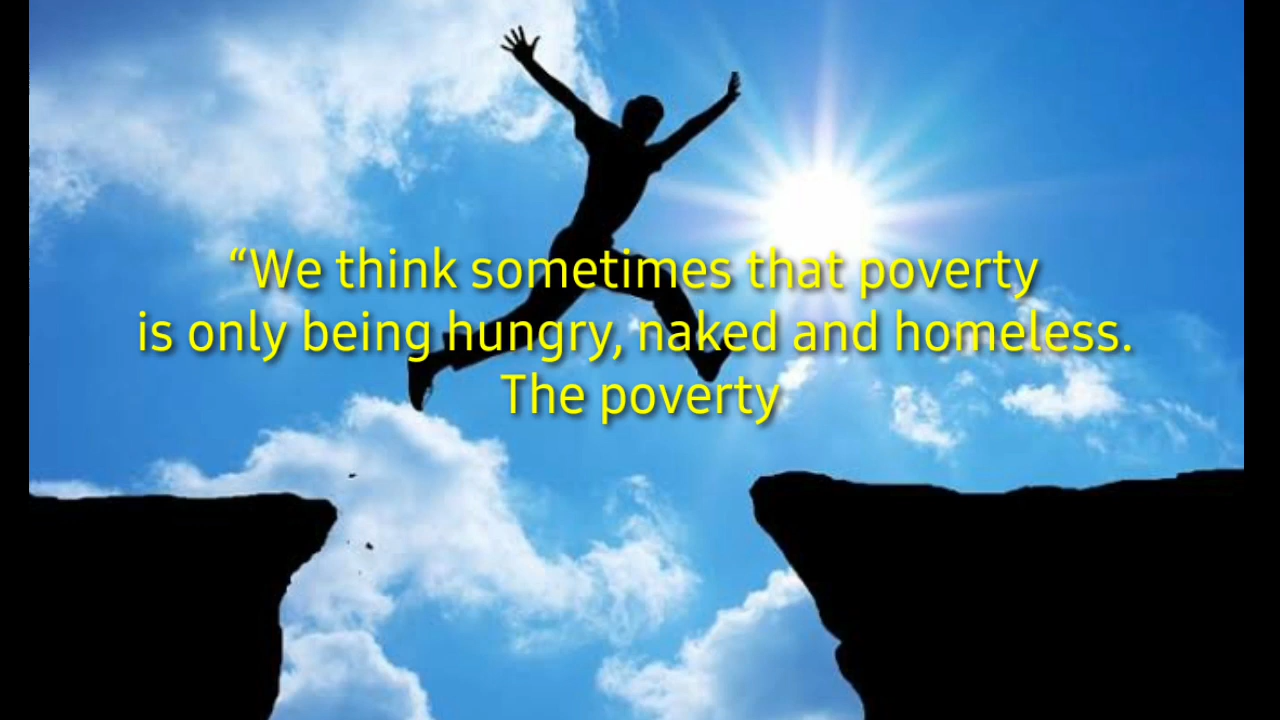 “We think sometimes that poverty
is only being hungry, naked and homeless.
The poverty